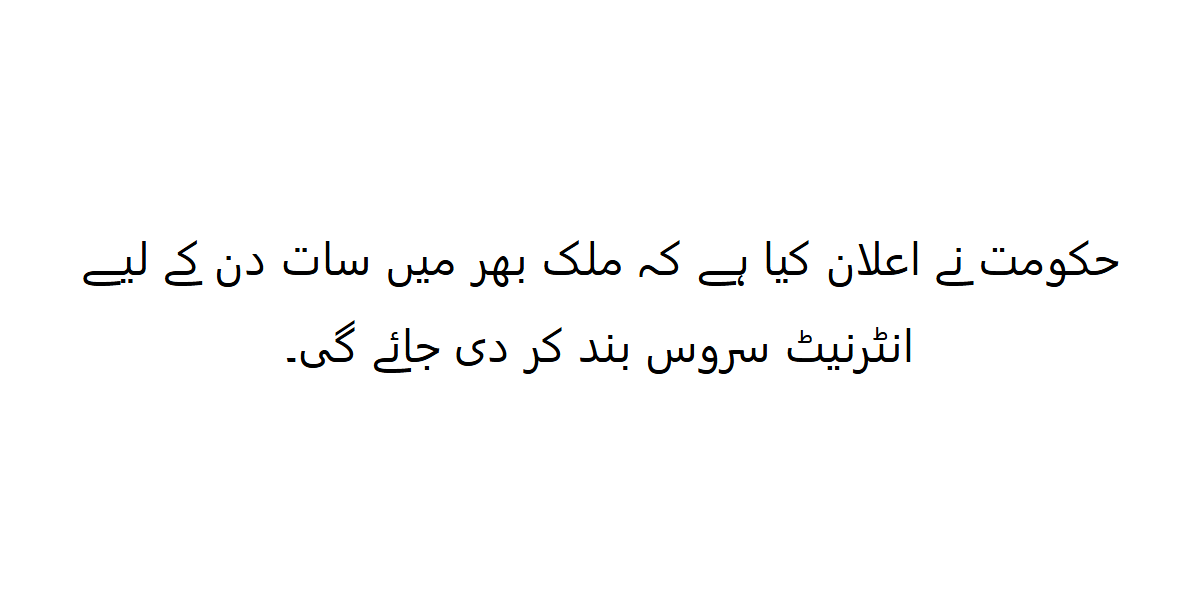 حکومت نے اعلان کیا ہے کہ ملک بھر میں سات دن کے لیے
انٹرنیٹ سروس بند کر دی جائے گی۔